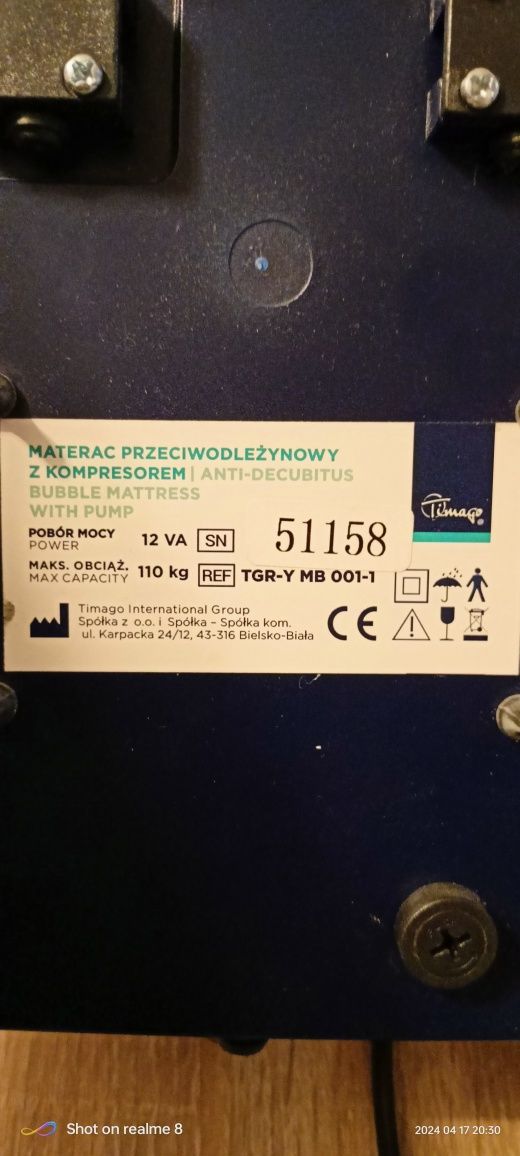 MATERAC PRZECIWODLEŻYNOWY
Z KOMPRESOREM | ANTI-DECUBITUS
BUBBLE MATTRESS
WITH PUMP
Timago
POBÓR MOCY
POWER
12 VA SN 51158
MAKS. OBCIĄŻ.
MAX CAPACITY
110 kg REF TGR-Y MB 001-1
Timago International Group
Spółka z o.o. i Spółka - Spółka kom.
ul. Karpacka 24/12, 43-316 Bielsko-Biała
CE
Shot on realme 8
2024 04 17 20:30